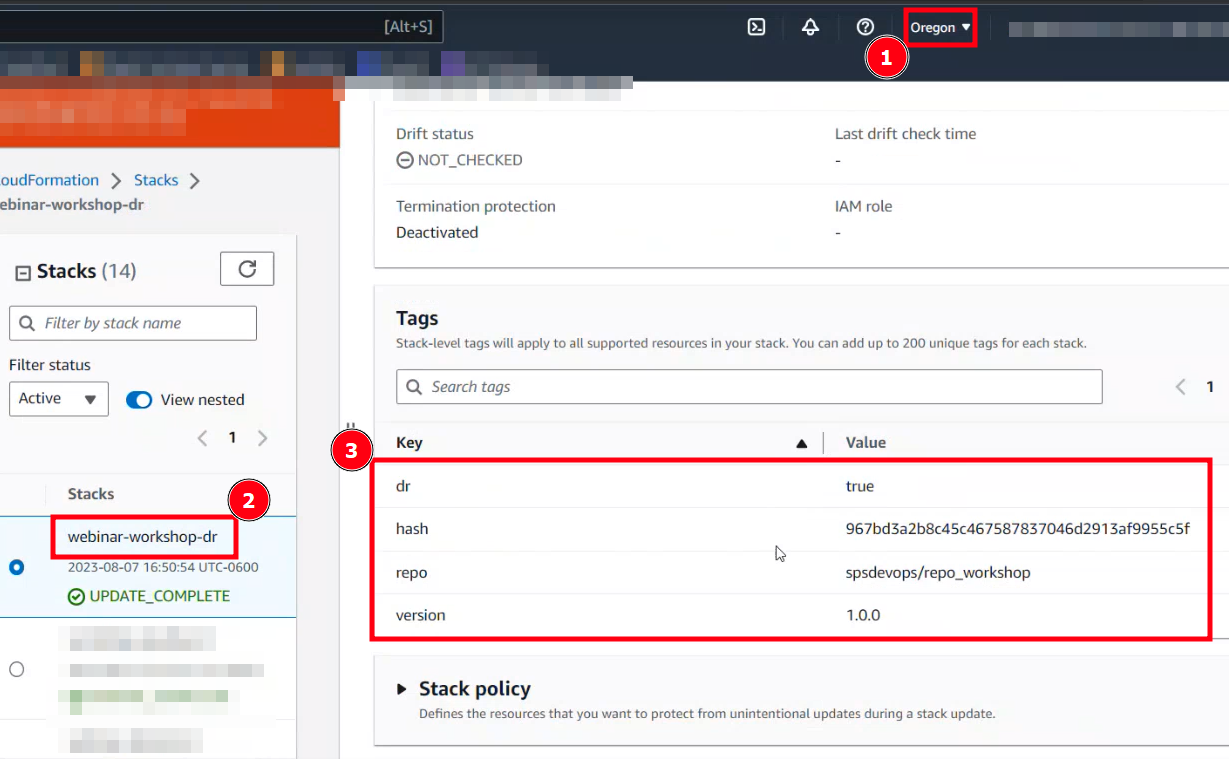 [Alt+S]
Oregon
1
Drift status
Last drift check time
NOT_CHECKED
-
Termination protection
IAM role
Deactivated
-
oudFormation
Stacks
ebinar-workshop-dr
Stacks (14)
Filter by stack name
Filter status
Active
View nested
1
Stacks
2
webinar-workshop-dr
2023-08-07 16:50:54 UTC-0600
UPDATE_COMPLETE
Tags
Stack-level tags will apply to all supported resources in your stack. You can add up to 200 unique tags for each stack.
Search tags
1
3
Key
Value
dr
true
hash
967bd3a2b8c45c467587837046d2913af9955c5f
repo
spsdevops/repo_workshop
version
1.0.0
Stack policy
Defines the resources that you want to protect from unintentional updates during a stack update.